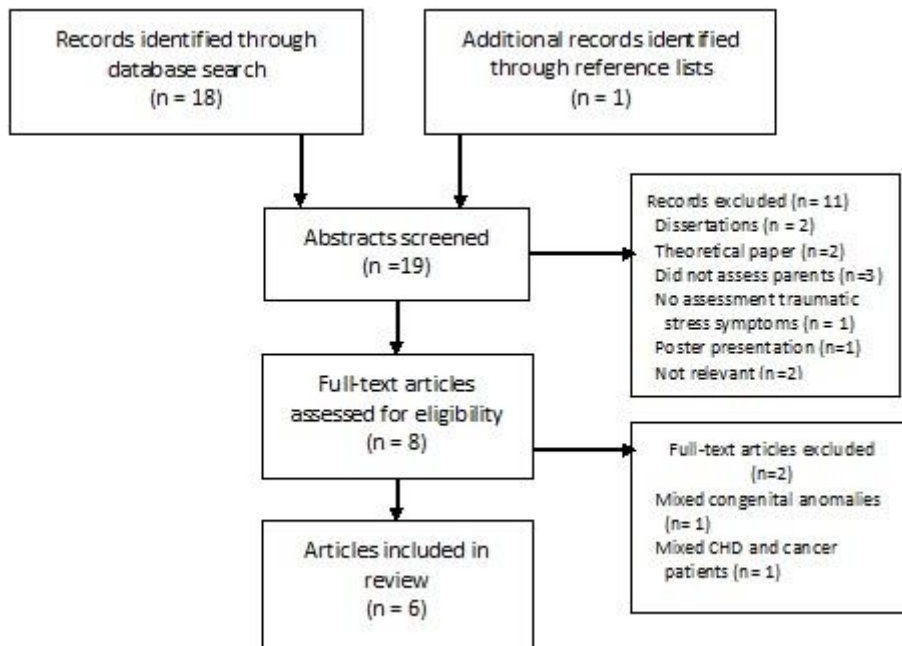 Records identified through
database search
(n = 18)
Additional records identified
through reference lists
(n = 1)
Abstracts screened
(n =19)
Records excluded (n= 11)
Dissertations (n = 2)
Theoretical paper (n=2)
Did not assess parents (n=3)
No assessment traumatic
stress symptoms (n = 1)
Poster presentation (n=1)
Not relevant (n=2)
Full-text articles
assessed for eligibility
(n = 8)
Full-text articles excluded
(n=2)
Mixed congenital anomalies
(n= 1)
Mixed CHD and cancer
patients (n= 1)
Articles included in
review
(n = 6)